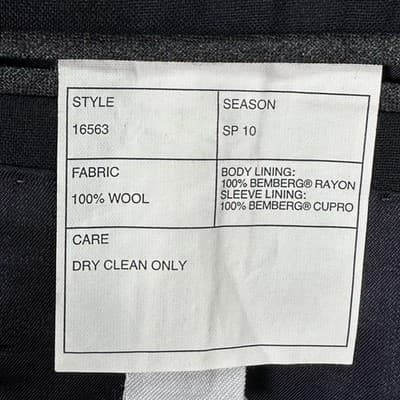 STYLE
16563
SEASON
SP 10
FABRIC
100% WOOL
BODY LINING:
100% BEMBERG® RAYON
SLEEVE LINING:
100% BEMBERG® CUPRO
CARE
DRY CLEAN ONLY